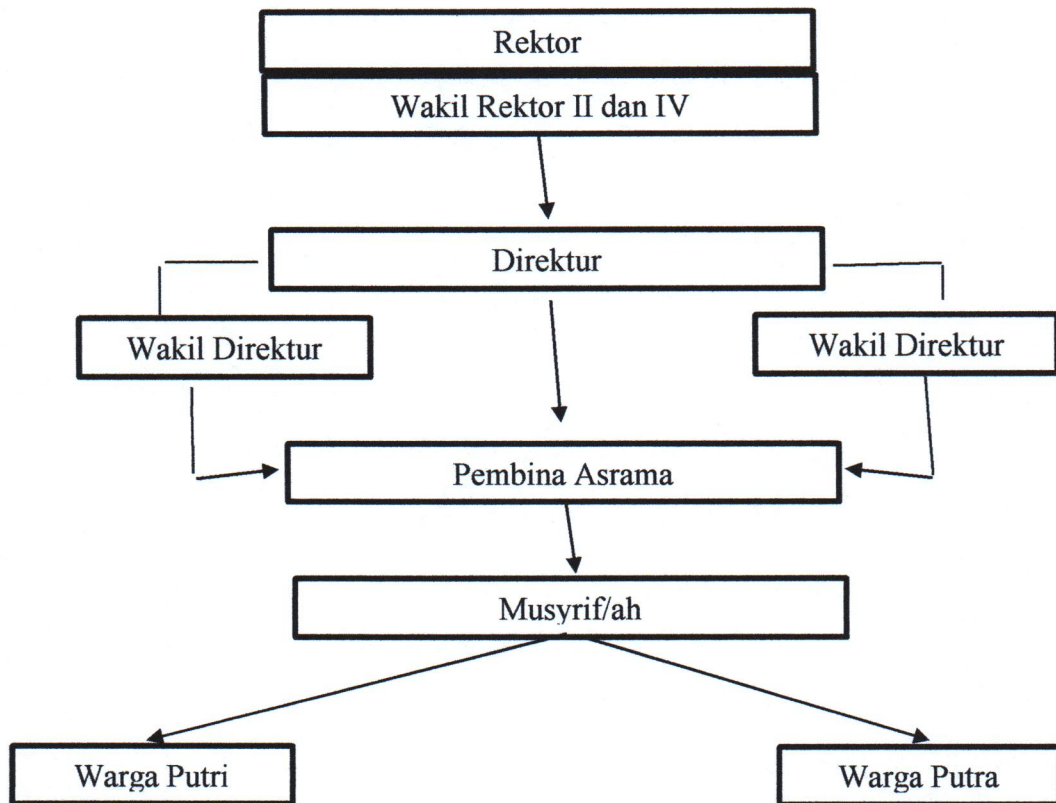 Rektor
Wakil Rektor II dan IV
Direktur
Wakil Direktur
Wakil Direktur
Pembina Asrama
Musyrif/ah
Warga Putri
Warga Putra